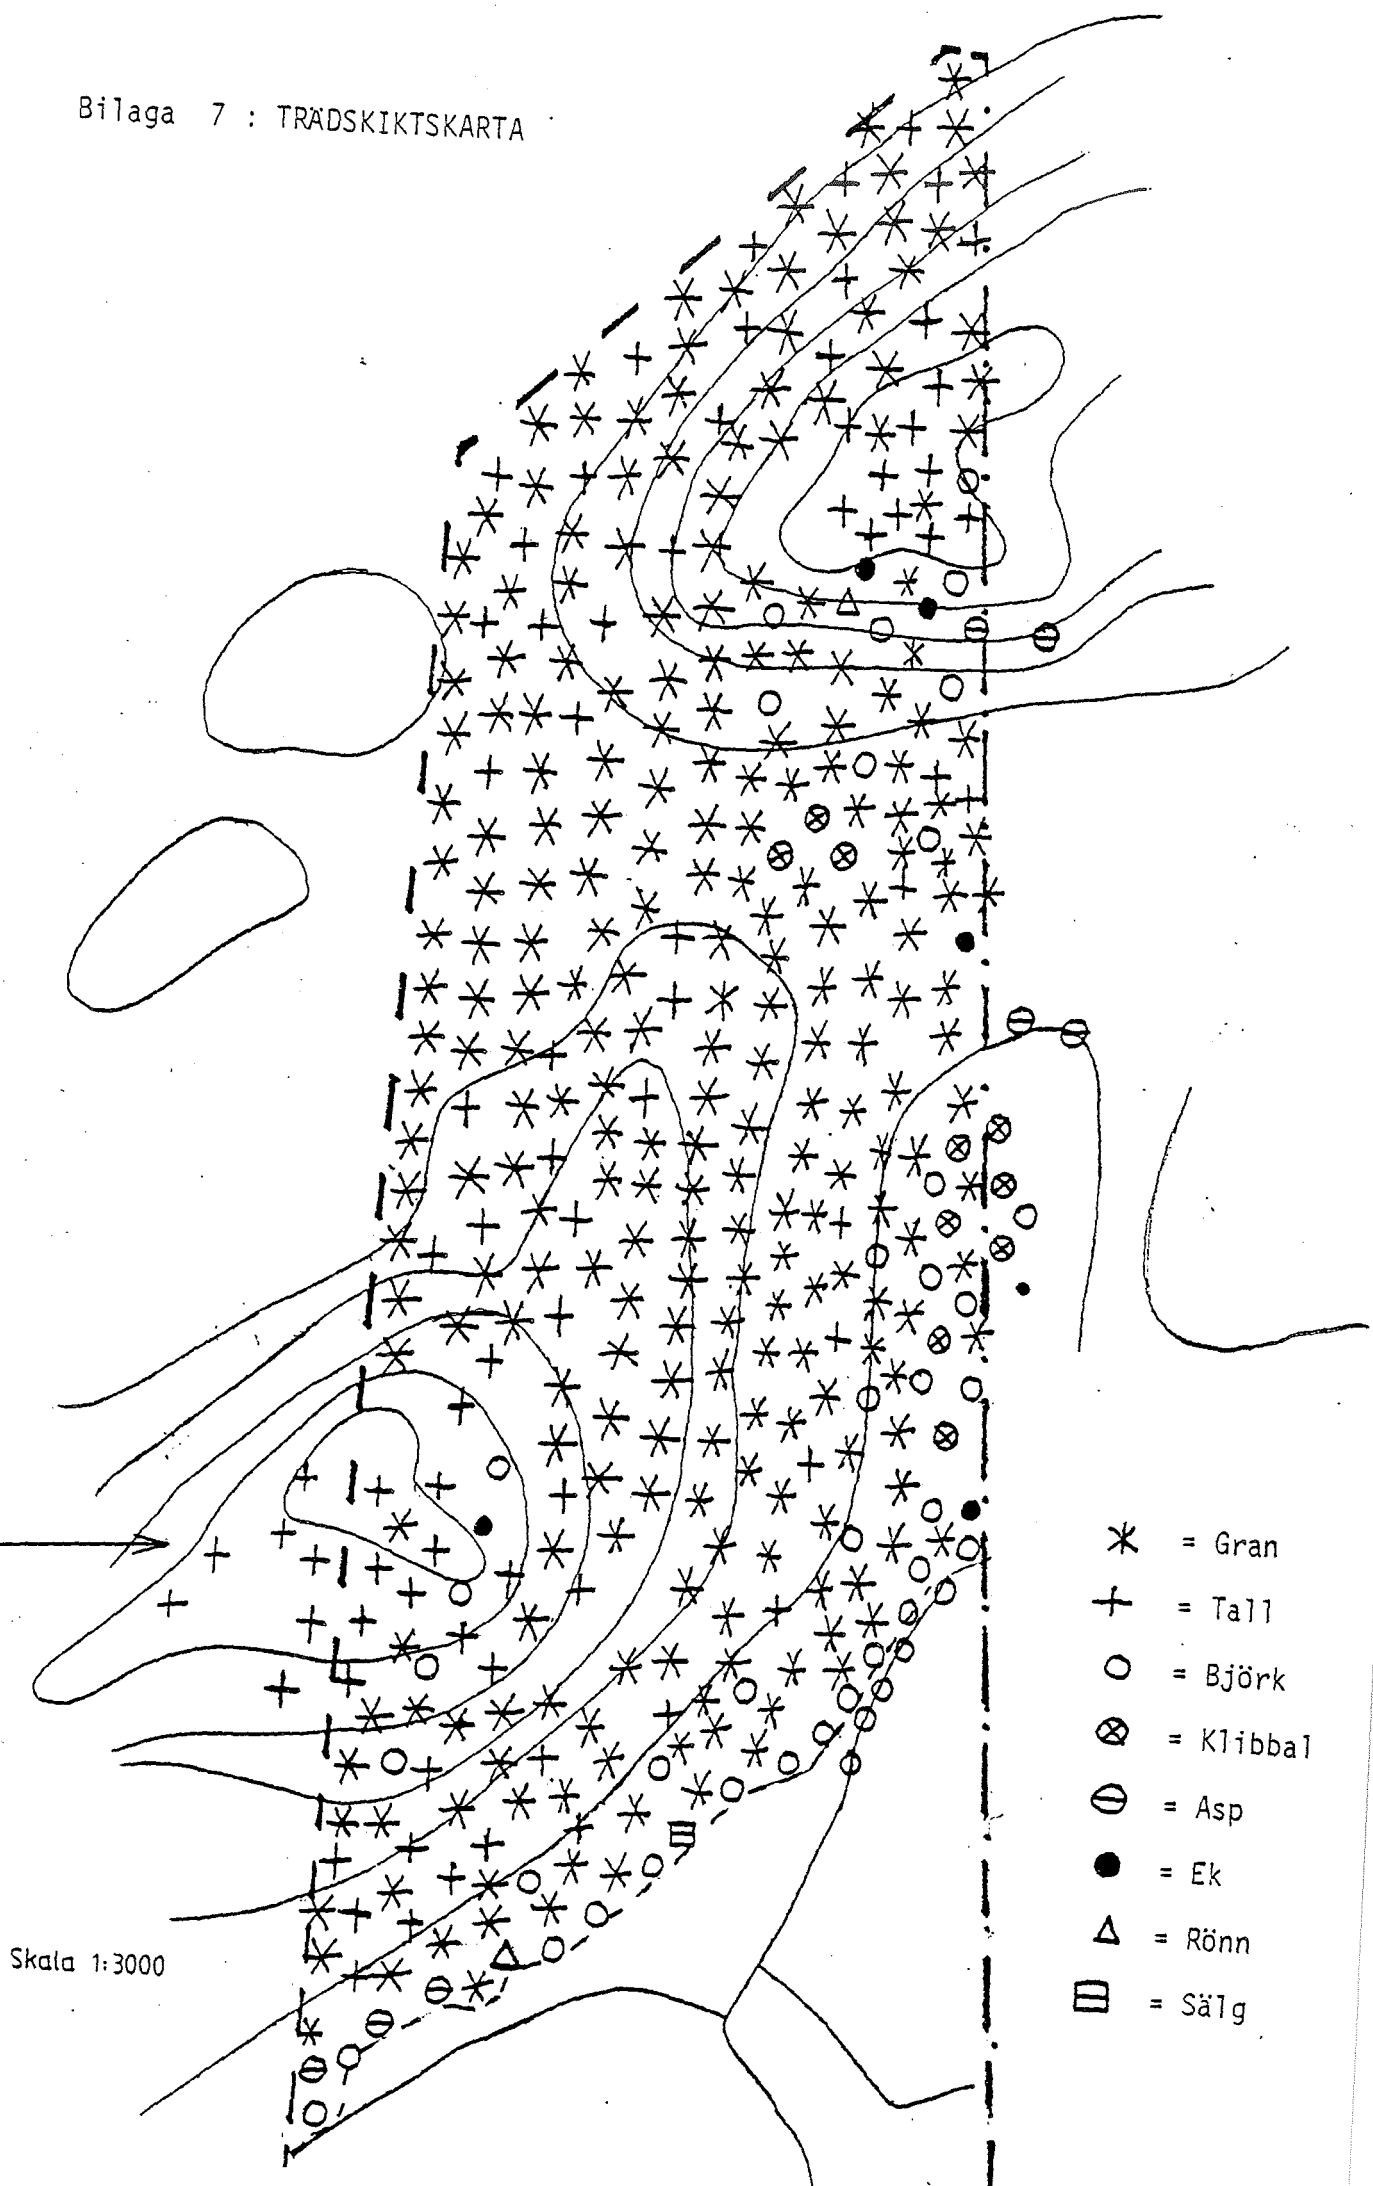 Bilaga 7 : TRÄDSKIKTSKARTA
= Gran
= Tall
= Björk
= Klibbal
= Asp
= Ek
= Rönn
= Sälg
Skala 1:3000